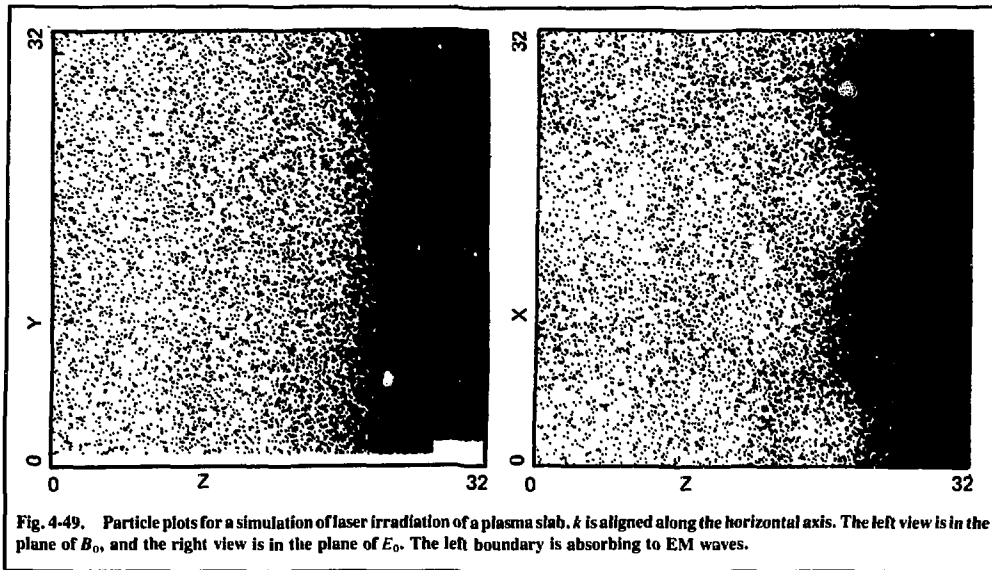 32
Y
0
0
Z
32
32
X
0
0
Z
32
Fig. 4-49. Particle plots for a simulation of laser irradiation of a plasma slab. k is aligned along the horizontal axis. The left view is in the
plane of B₀, and the right view is in the plane of E₀. The left boundary is absorbing to EM waves.